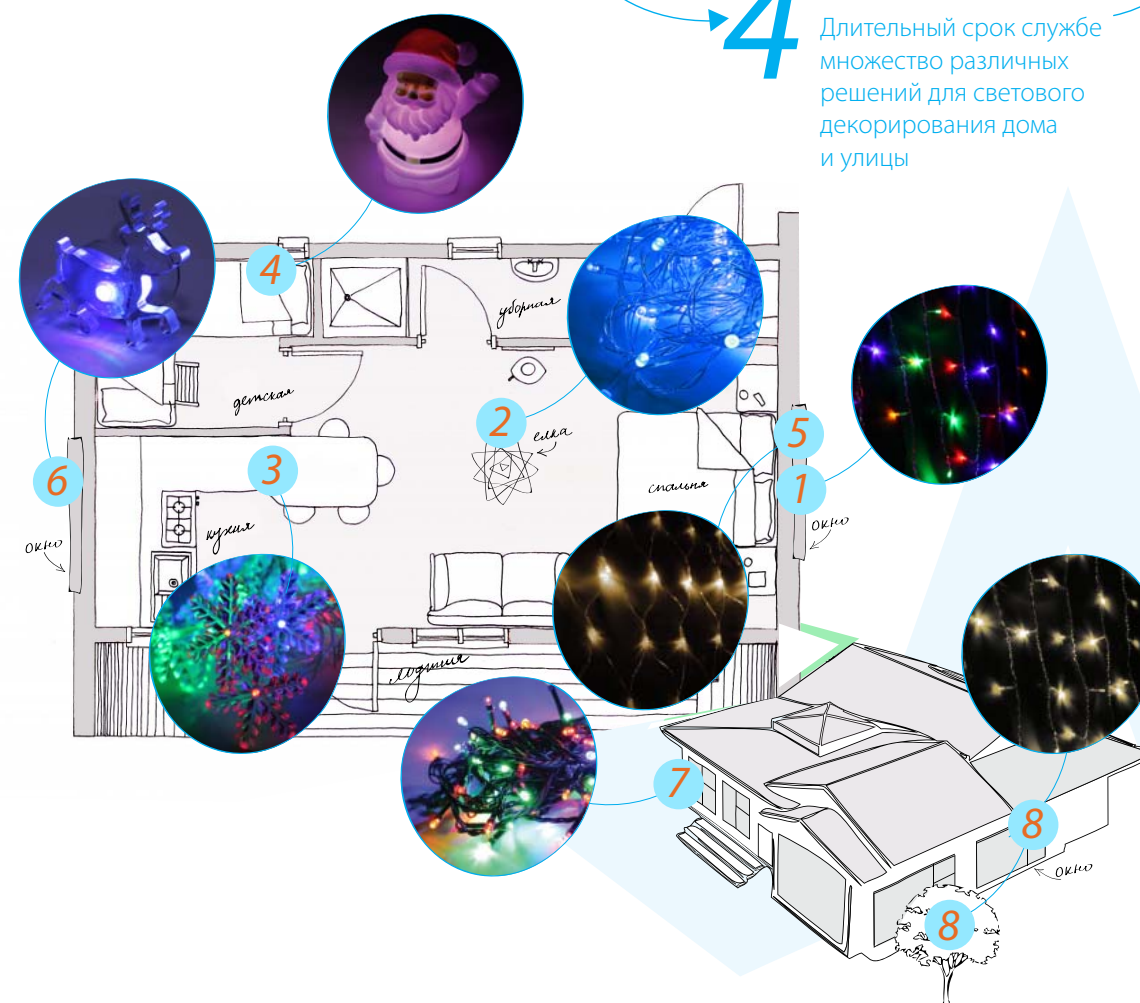 4
Длительный срок службе
множество различных
решений для светового
декорирования дома
и улицы
4
уборная
детская
2
елка
5
6
3
спальня
1
кухня
окно
окно
лоджия
7
8
окно
8